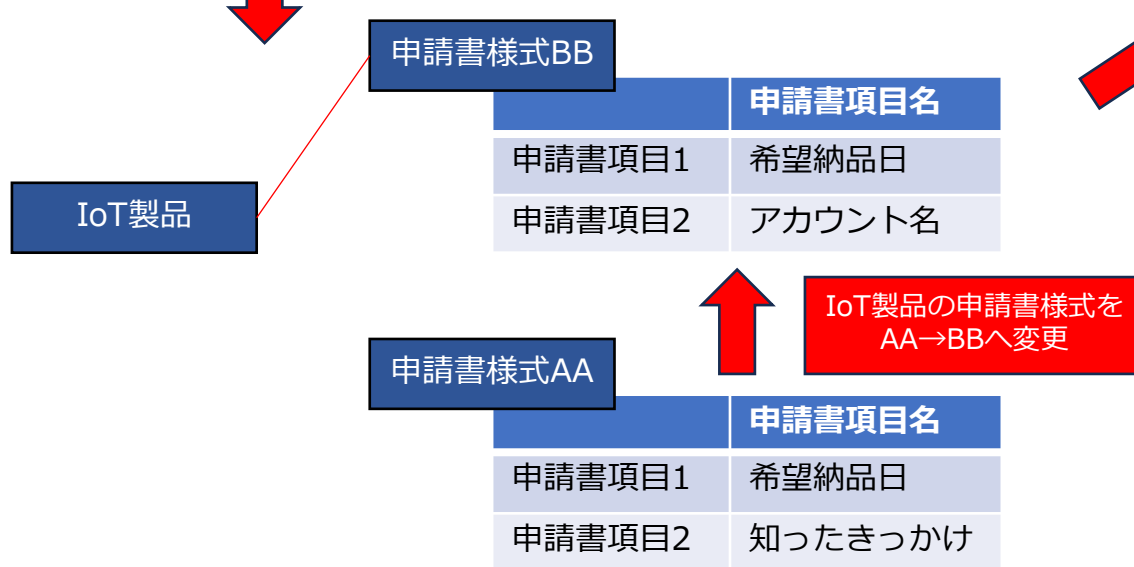 申請書様式BB
申請書項目名
申請書項目1 希望納品日
申請書項目2 アカウント名
IoT製品
IoT製品の申請書様式を
AA→BBへ変更
申請書様式AA
申請書項目名
申請書項目1 希望納品日
申請書項目2 知ったきっかけ